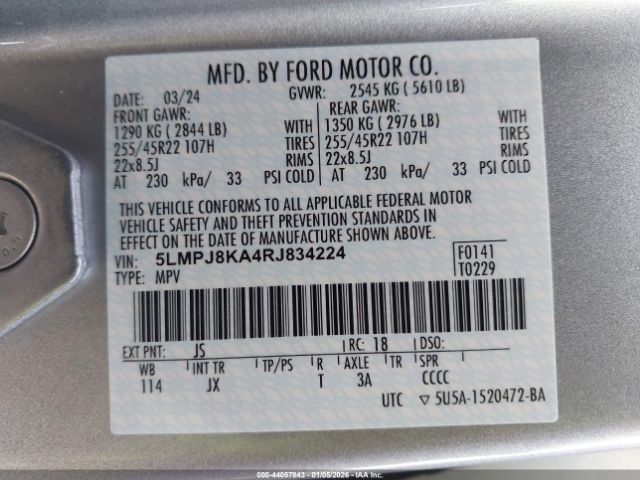 MFD. BY FORD MOTOR CO.
DATE: 03/24 GVWR: 2545 KG ( 5610 LB)
FRONT GAWR: REAR GAWR:
1290 KG ( 2844 LB) WITH 1350 KG ( 2976 LB) WITH
255/45R22 107H TIRES 255/45R22 107H TIRES
22x8.5J RIMS 22x8.5J RIMS
AT 230 kPa/ 33 PSI COLD AT 230 kPa/ 33 PSI COLD
THIS VEHICLE CONFORMS TO ALL APPLICABLE FEDERAL MOTOR
VEHICLE SAFETY AND THEFT PREVENTION STANDARDS IN
EFFECT ON THE DATE OF MANUFACTURE SHOWN ABOVE.
VIN: 5LMPJ8KA4RJ834224 F0141
TYPE: MPV T0229
EXT PNT: JS RC: 18 DSO:
WB INT TR TP/PS R AXLE TR SPR
114 JX T 3A CCCC
UTC ▽ 5U5A-1520472-BA
000-44057843 - 01/05/2026 - IAA Inc.